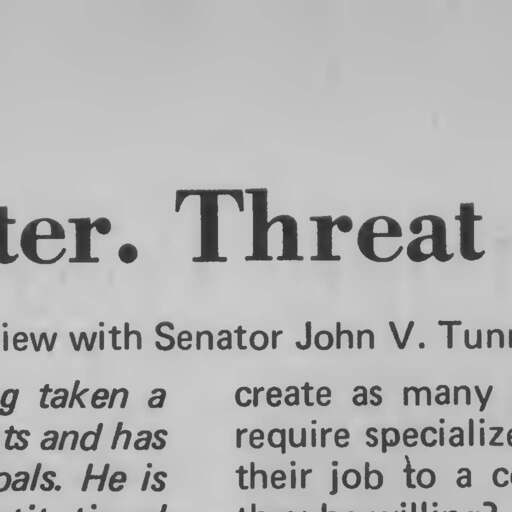 ter. Threat
view with Senator John V. Tunn
g taken a
ts and has
oals. He is
create as many
require specialize
their job to a c